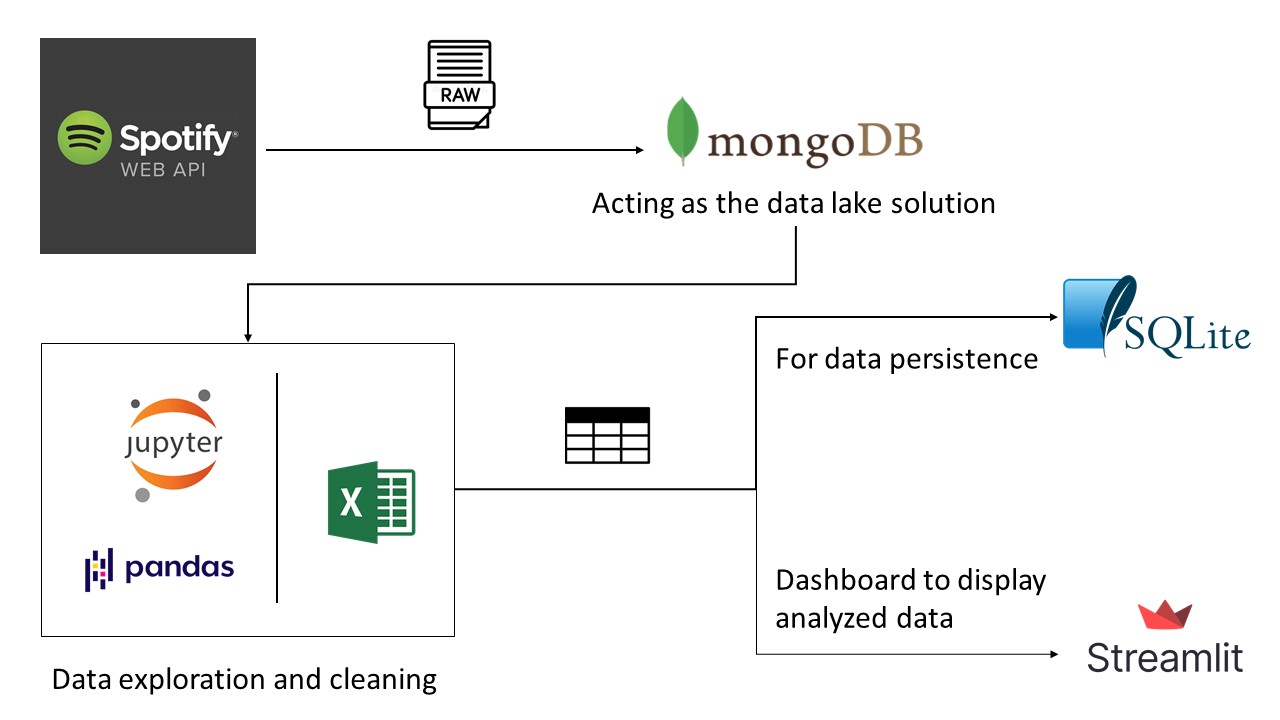 RAW
Spotify®
WEB API
mongoDB
Acting as the data lake solution
SQLite
For data persistence
jupyter
X
pandas
Dashboard to display
analyzed data
Streamlit
Data exploration and cleaning